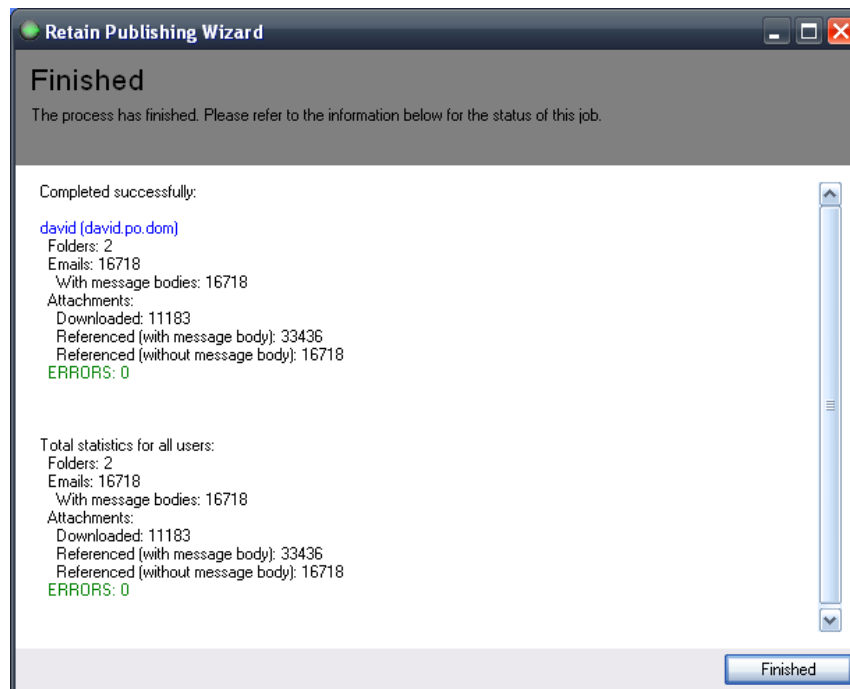 Retain Publishing Wizard
Finished
The process has finished. Please refer to the information below for the status of this job.
Completed successfully:
david (david.po.dom)
Folders: 2
Emails: 16718
With message bodies: 16718
Attachments:
Downloaded: 11183
Referenced (with message body): 33436
Referenced (without message body): 16718
ERRORS: 0
Total statistics for all users:
Folders: 2
Emails: 16718
With message bodies: 16718
Attachments:
Downloaded: 11183
Referenced (with message body): 33436
Referenced (without message body): 16718
ERRORS: 0
Finished